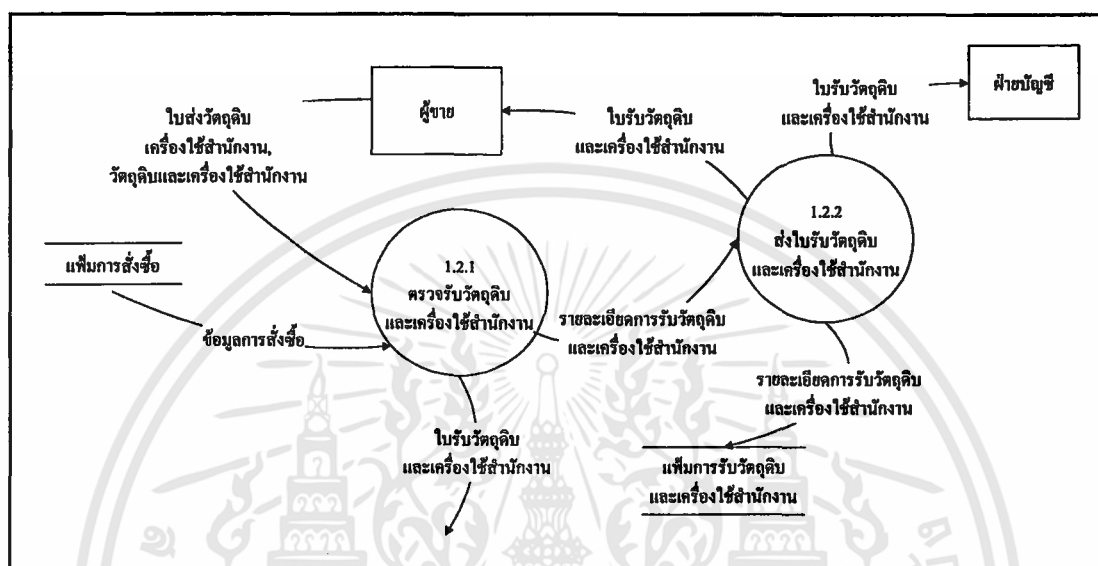 ใบส่งวัตถุดิบ
เครื่องใช้สำนักงาน,
วัตถุดิบและเครื่องใช้สำนักงาน
ผู้ขาย
ใบรับวัตถุดิบ
และเครื่องใช้สำนักงาน
ใบรับวัตถุดิบ
และเครื่องใช้สำนักงาน
ฝ่ายบัญชี
แฟ้มการสั่งซื้อ
ข้อมูลการสั่งซื้อ
1.2.1
ตรวจรับวัตถุดิบ
และเครื่องใช้สำนักงาน
รายละเอียดการรับวัตถุดิบ
และเครื่องใช้สำนักงาน
1.2.2
ส่งใบรับวัตถุดิบ
และเครื่องใช้สำนักงาน
ใบรับวัตถุดิบ
และเครื่องใช้สำนักงาน
รายละเอียดการรับวัตถุดิบ
และเครื่องใช้สำนักงาน
แฟ้มการรับวัตถุดิบ
และเครื่องใช้สำนักงาน